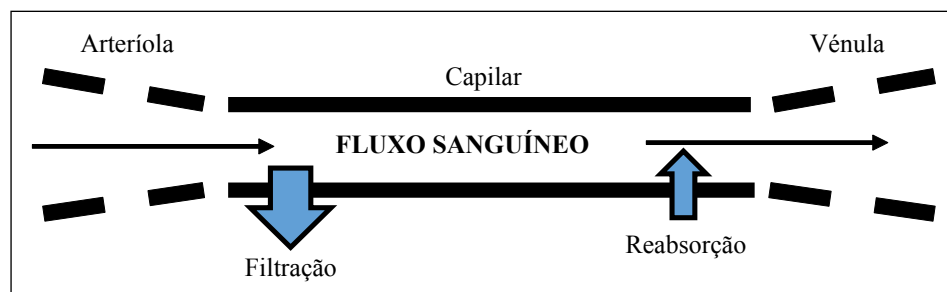 Arteríola
Vénula
Capilar
FLUXO SANGUÍNEO
Filtração
Reabsorção